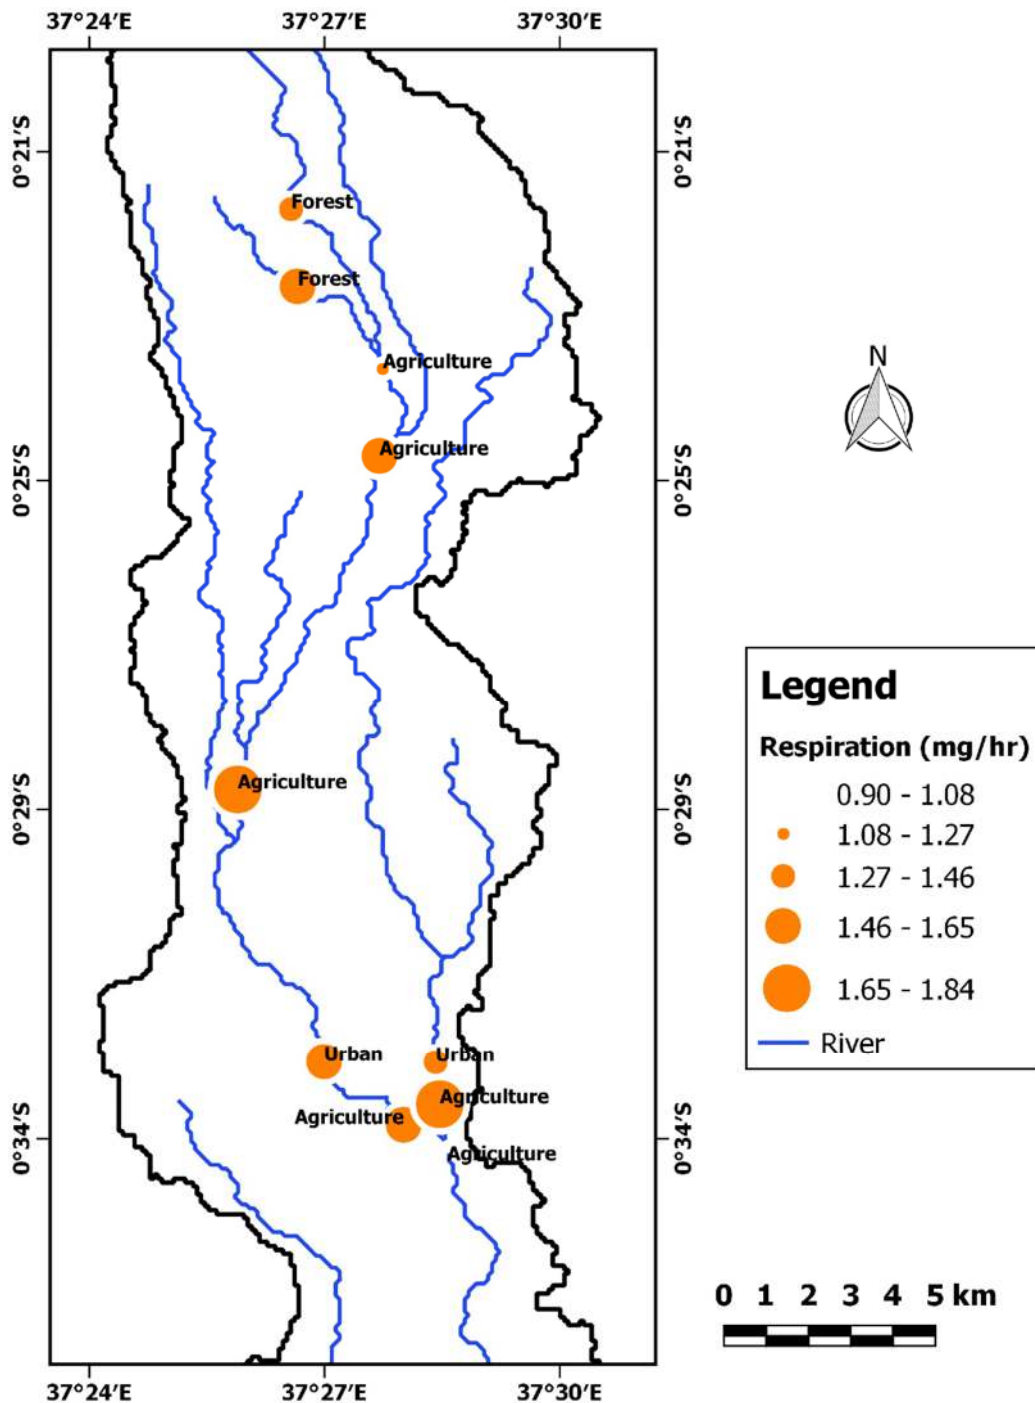 37°24′E 37°27′E 37°30′E
0°21′S 0°21′S
Forest
Forest
Agriculture
N
Agriculture
0°25′S 0°25′S
Legend
Respiration (mg/hr)
Agriculture
0.90 - 1.08
0°29′S 0°29′S
1.08 - 1.27
1.27 - 1.46
1.46 - 1.65
1.65 - 1.84
River
Urban Urban
Agriculture
Agriculture
0°34′S 0°34′S
Agriculture
0 1 2 3 4 5 km
37°24′E 37°27′E 37°30′E